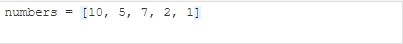 numbers = [10, 5, 7, 2, 1]